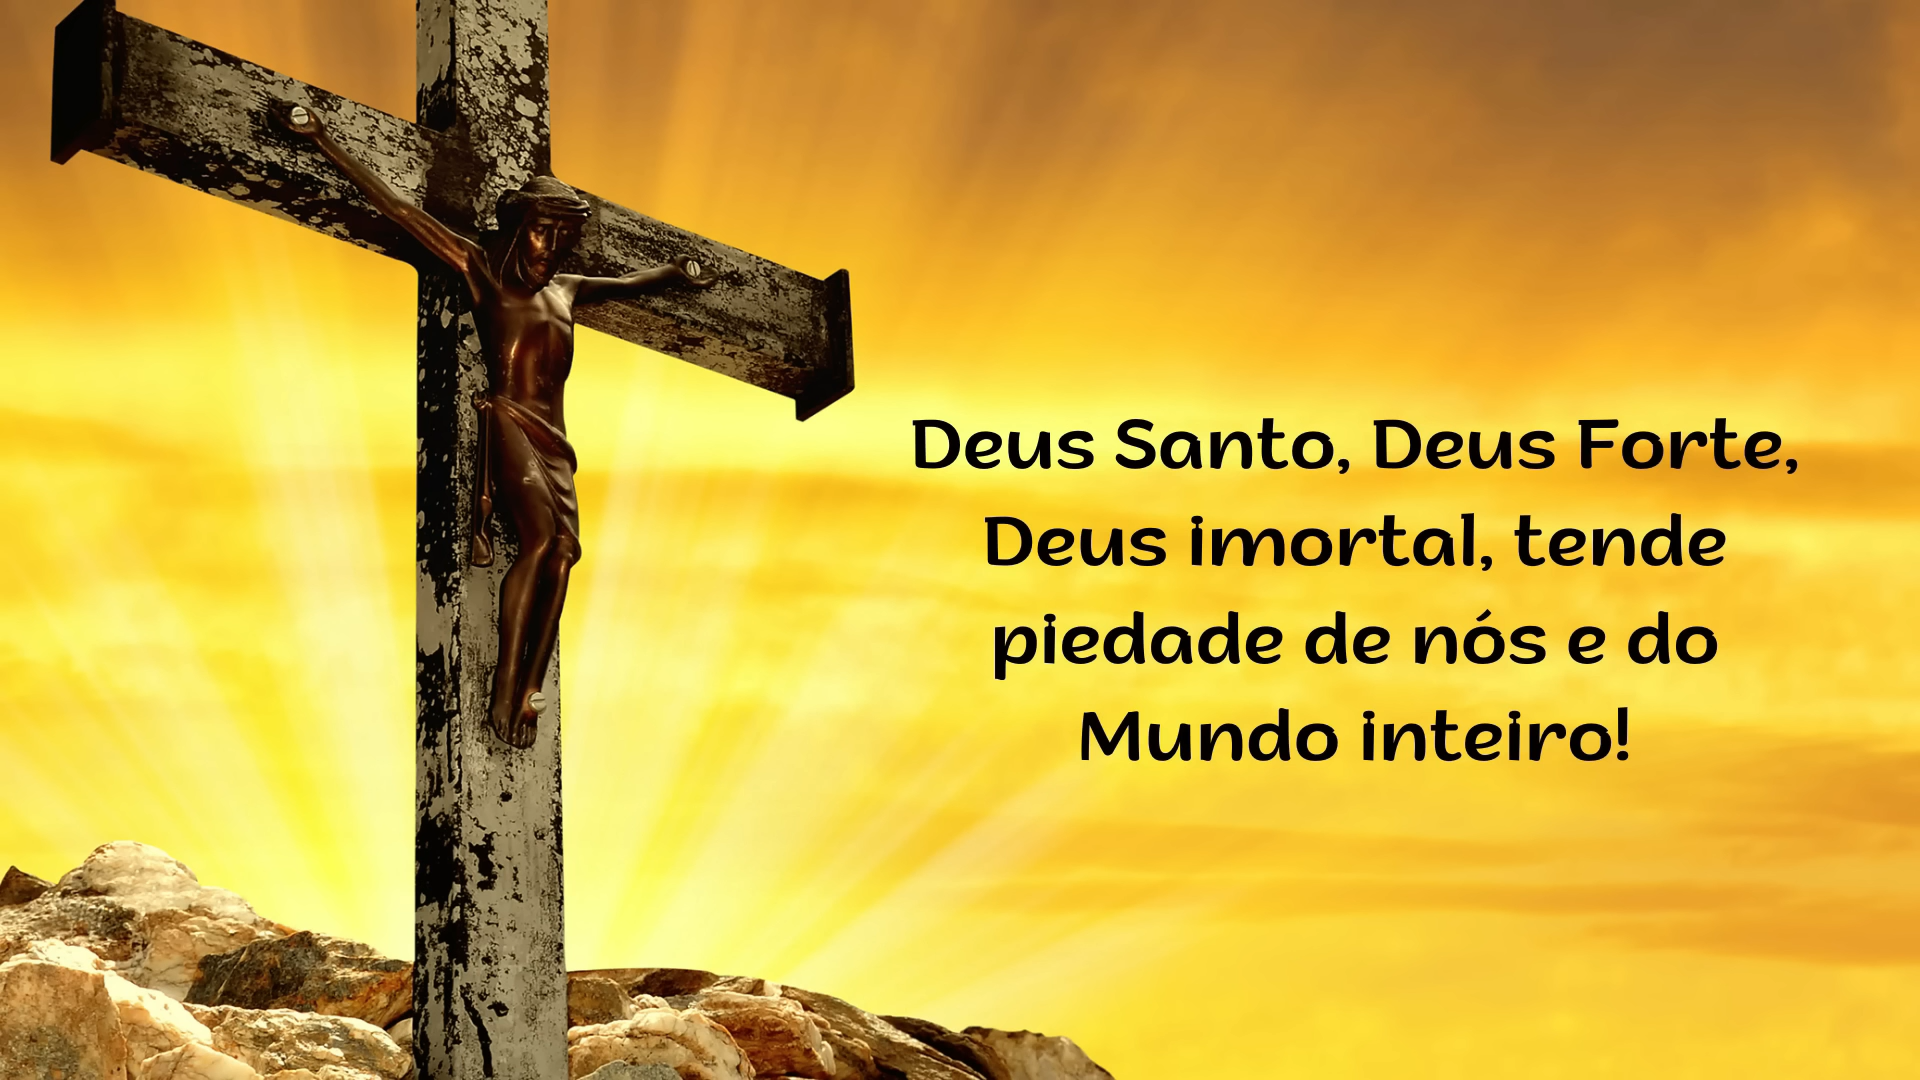 Deus Santo, Deus Forte,
Deus imortal, tende
piedade de nós e do
Mundo inteiro!